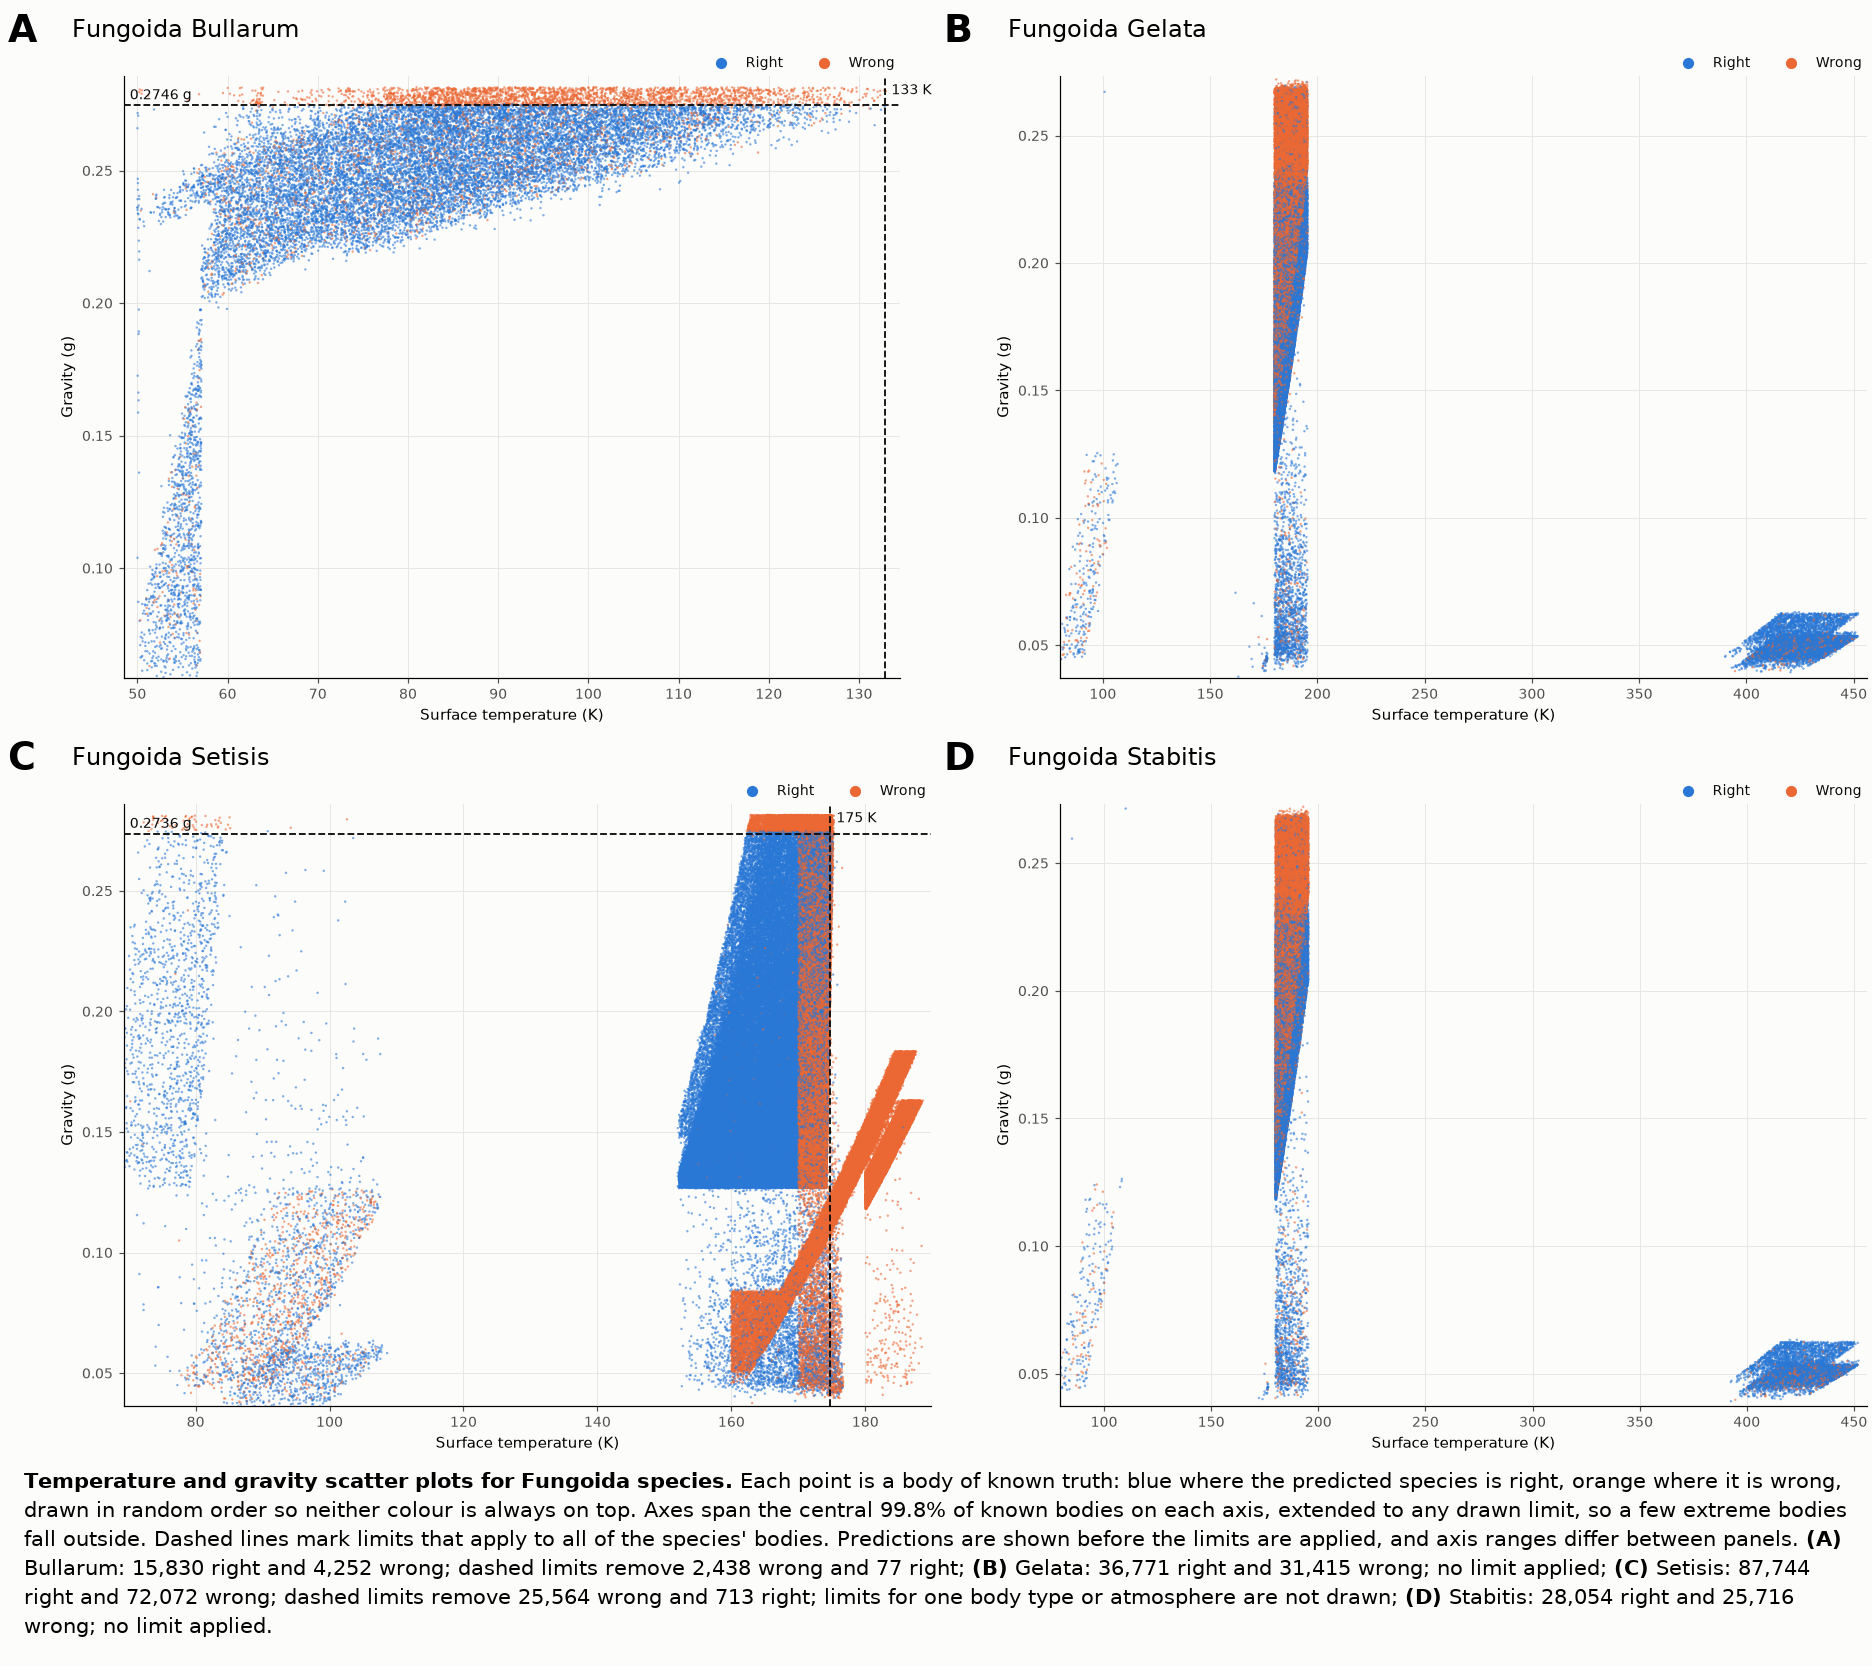 A Fungoida Bullarum
Right Wrong
0.2746 g
133 K
0.25
0.20
0.15
0.10
Gravity (g)
50 60 70 80 90 100 110 120 130
Surface temperature (K)
B Fungoida Gelata
Right Wrong
0.25
0.20
0.15
0.10
0.05
Gravity (g)
100 150 200 250 300 350 400 450
Surface temperature (K)
C Fungoida Setisis
Right Wrong
0.2736 g
175 K
0.25
0.20
0.15
0.10
0.05
Gravity (g)
80 100 120 140 160 180
Surface temperature (K)
D Fungoida Stabitis
Right Wrong
0.25
0.20
0.15
0.10
0.05
Gravity (g)
100 150 200 250 300 350 400 450
Surface temperature (K)
Temperature and gravity scatter plots for Fungoida species. Each point is a body of known truth: blue where the predicted species is right, orange where it is wrong,
drawn in random order so neither colour is always on top. Axes span the central 99.8% of known bodies on each axis, extended to any drawn limit, so a few extreme bodies
fall outside. Dashed lines mark limits that apply to all of the species' bodies. Predictions are shown before the limits are applied, and axis ranges differ between panels. (A)
Bullarum: 15,830 right and 4,252 wrong; dashed limits remove 2,438 wrong and 77 right; (B) Gelata: 36,771 right and 31,415 wrong; no limit applied; (C) Setisis: 87,744
right and 72,072 wrong; dashed limits remove 25,564 wrong and 713 right; limits for one body type or atmosphere are not drawn; (D) Stabitis: 28,054 right and 25,716
wrong; no limit applied.